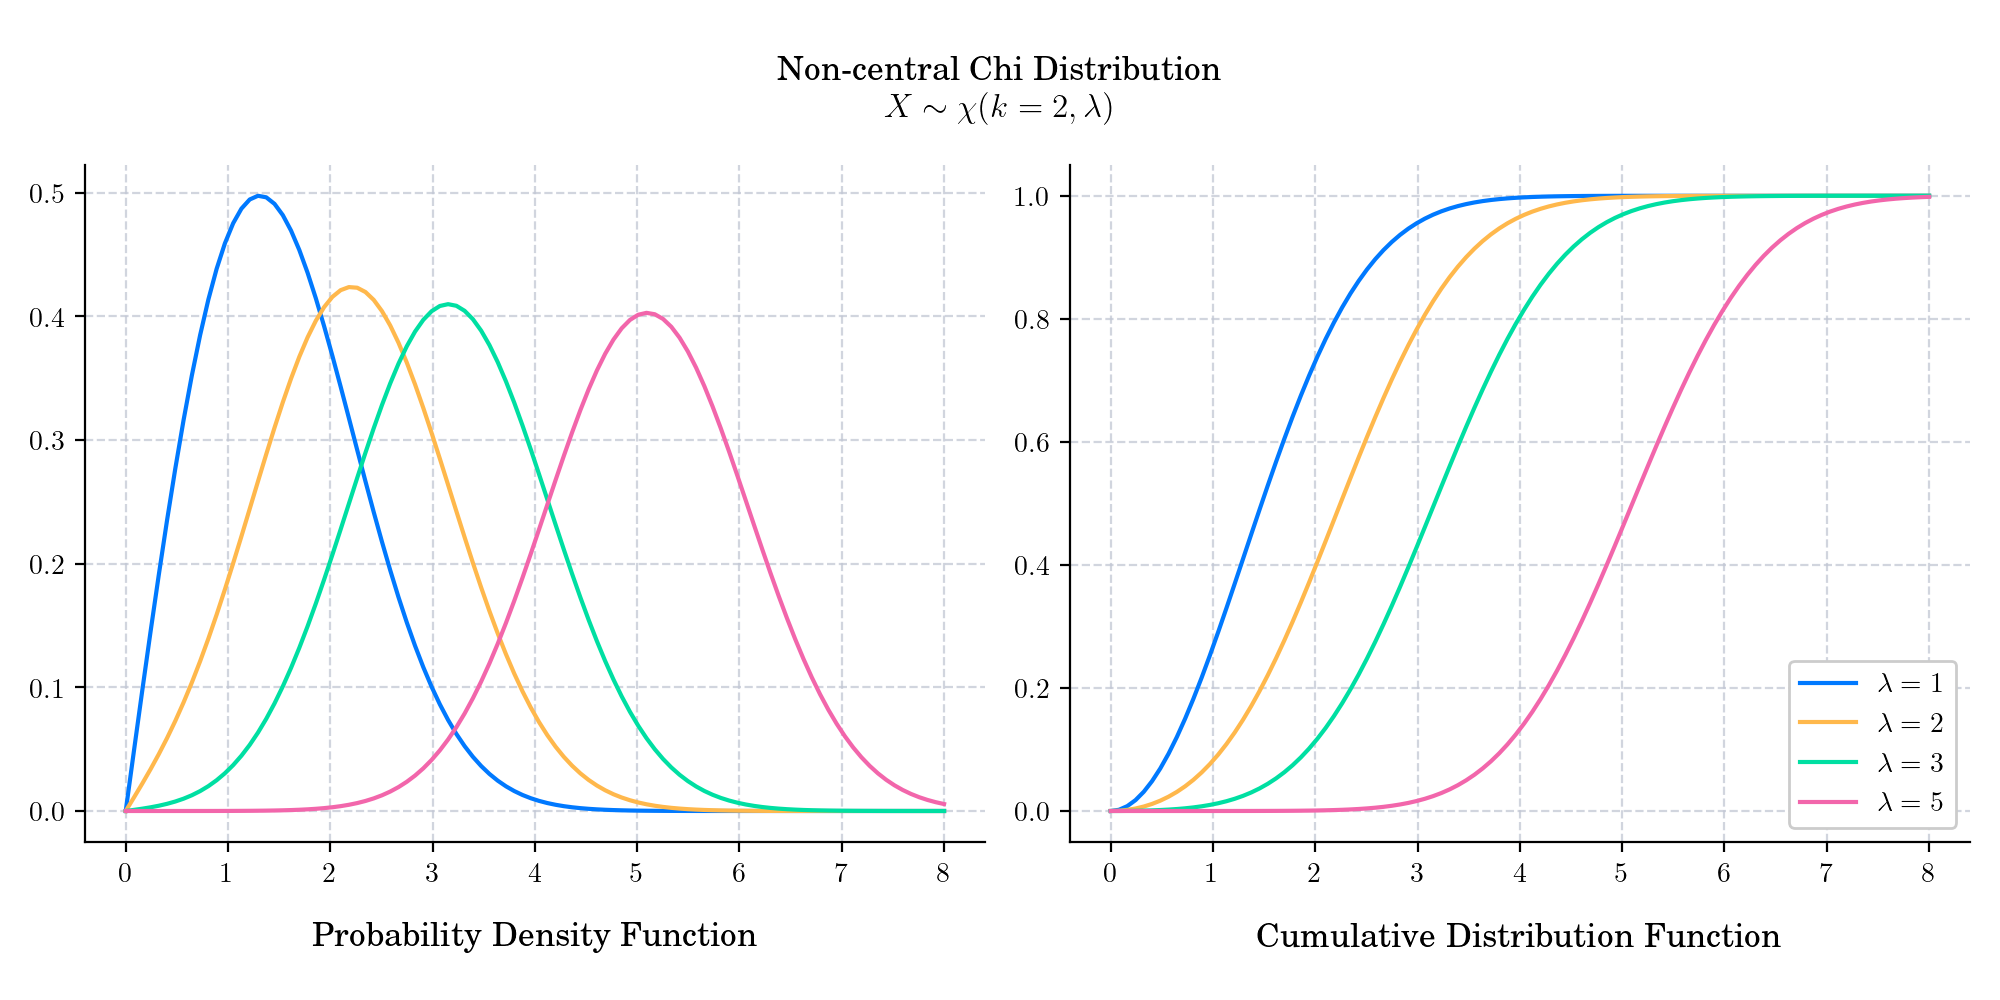 Non-central Chi Distribution
X ∼ χ(k = 2, λ)
0.5
0.4
0.3
0.2
0.1
0.0
0 1 2 3 4 5 6 7 8
Probability Density Function
1.0
0.8
0.6
0.4
0.2
0.0
λ = 1
λ = 2
λ = 3
λ = 5
0 1 2 3 4 5 6 7 8
Cumulative Distribution Function